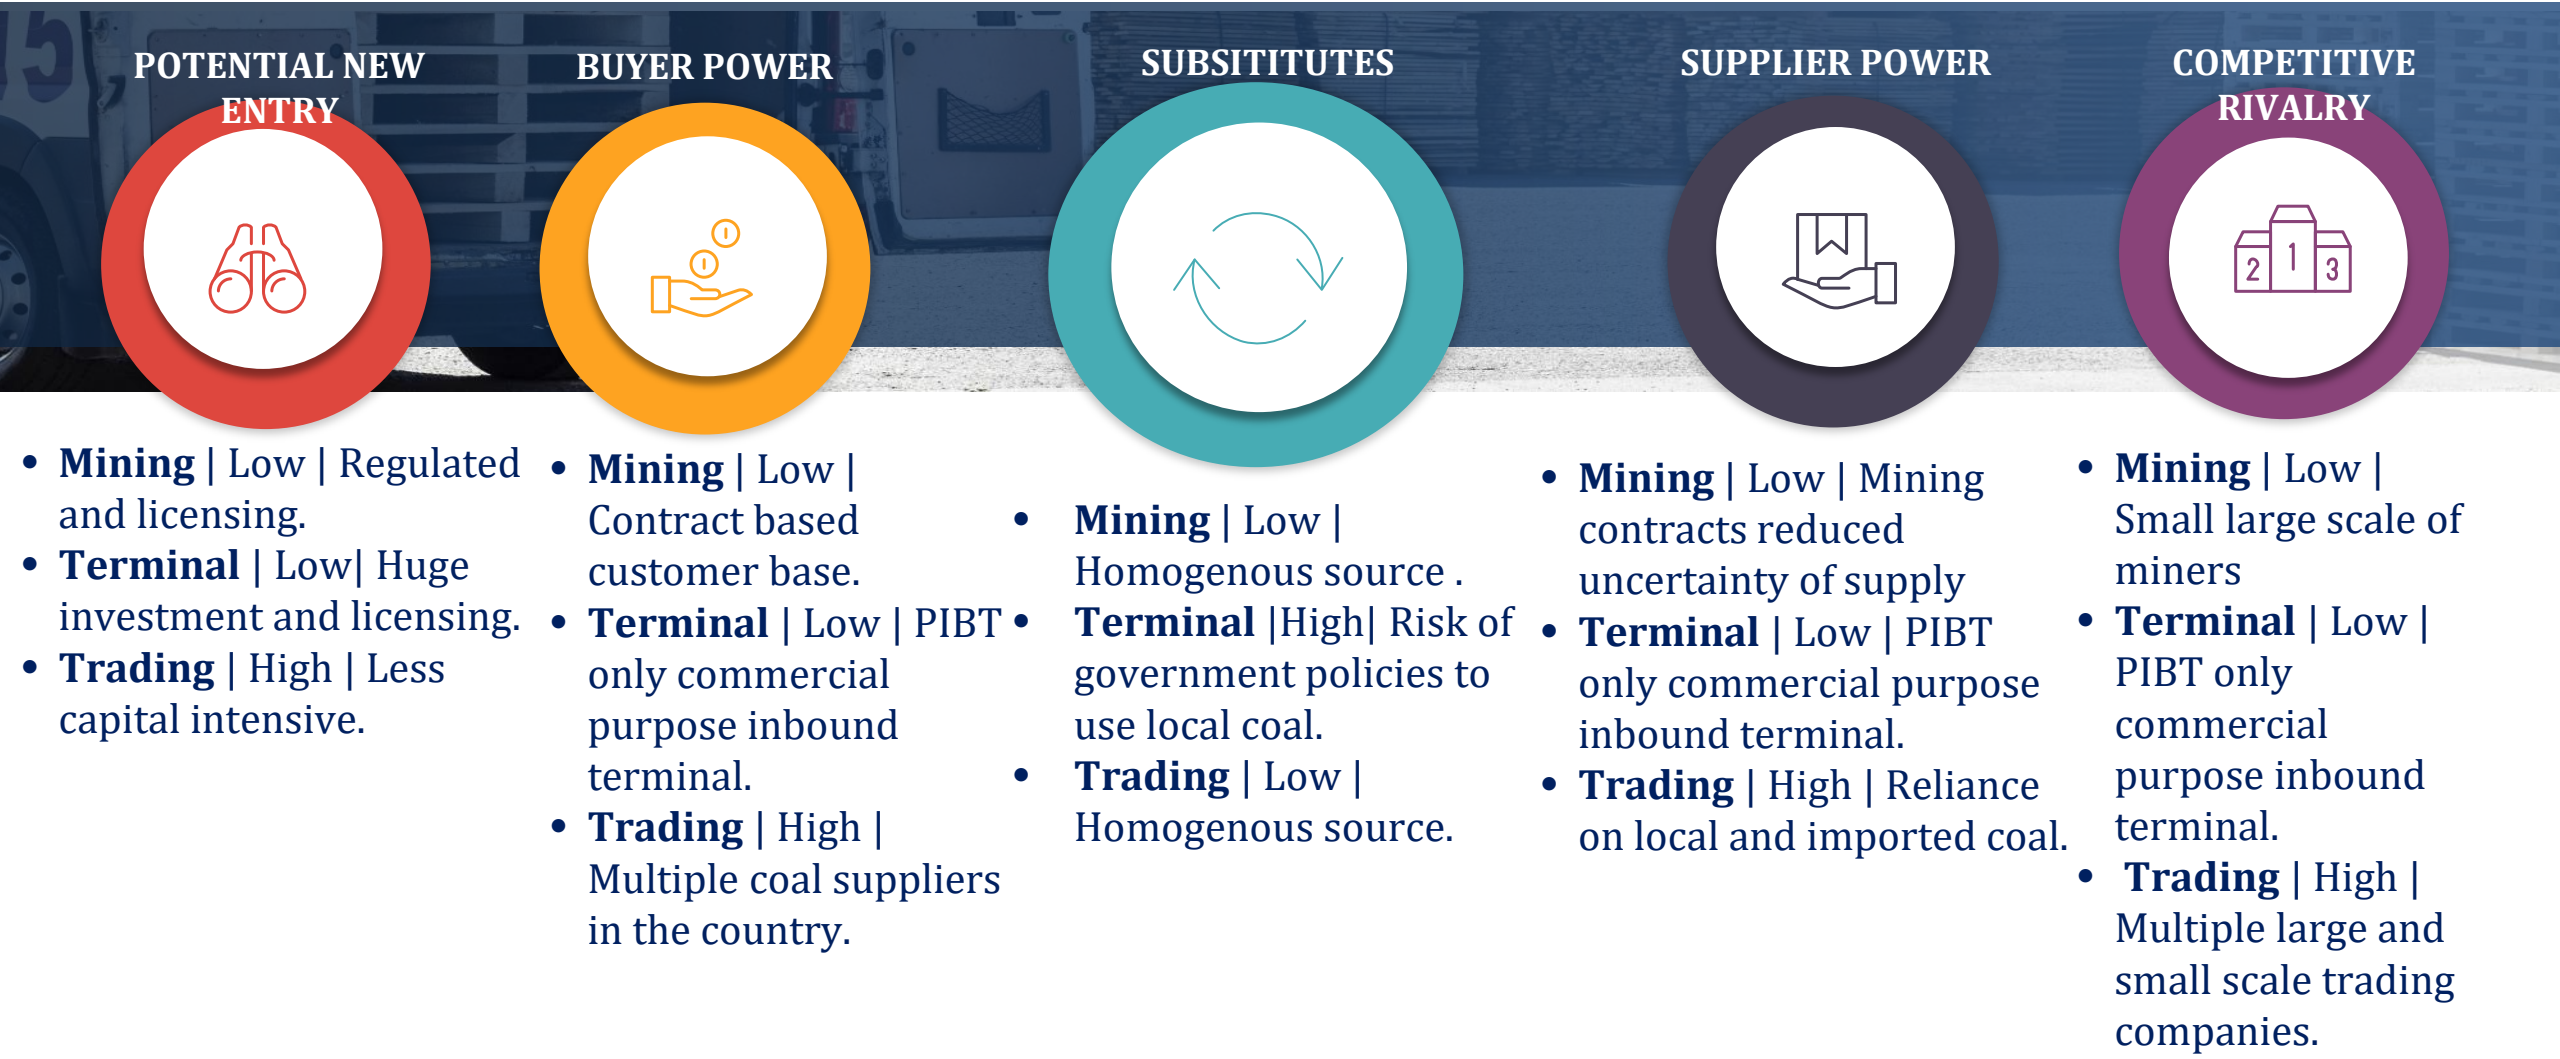 POTENTIAL NEW
ENTRY
• Mining | Low | Regulated
and licensing.
• Terminal | Low| Huge
investment and licensing.
• Trading | High | Less
capital intensive.
BUYER POWER
• Mining | Low |
Contract based
customer base.
• Terminal | Low | PIBT
only commercial
purpose inbound
terminal.
• Trading | High |
Multiple coal suppliers
in the country.
SUBSITITUTES
• Mining | Low |
Homogenous source .
• Terminal |High| Risk of
government policies to
use local coal.
• Trading | Low |
Homogenous source.
SUPPLIER POWER
• Mining | Low | Mining
contracts reduced
uncertainty of supply
• Terminal | Low | PIBT
only commercial purpose
inbound terminal.
• Trading | High | Reliance
on local and imported coal.
COMPETITIVE
RIVALRY
2 1 3
• Mining | Low |
Small large scale of
miners
• Terminal | Low |
PIBT only
commercial
purpose inbound
terminal.
• Trading | High |
Multiple large and
small scale trading
companies.